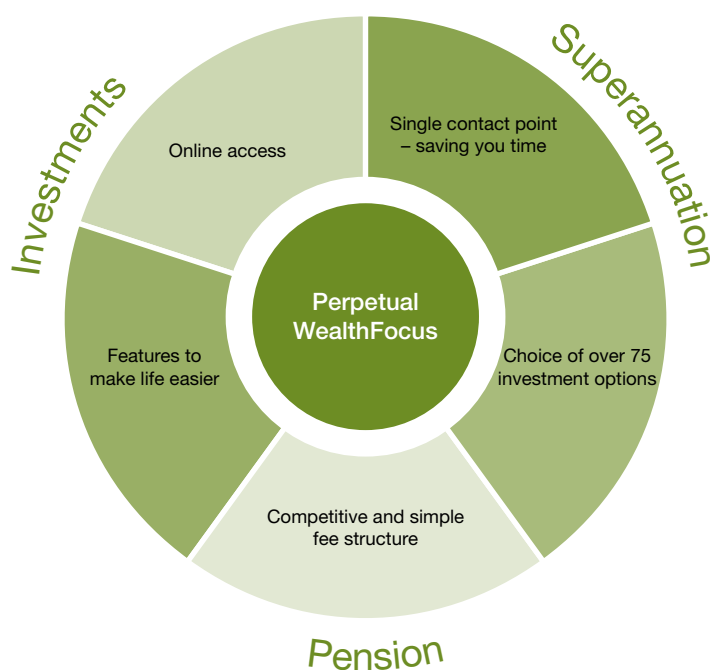 Investments
Superannuation
Online access
Single contact point
– saving you time
Perpetual
WealthFocus
Features to
make life easier
Choice of over 75
investment options
Competitive and simple
fee structure
Pension